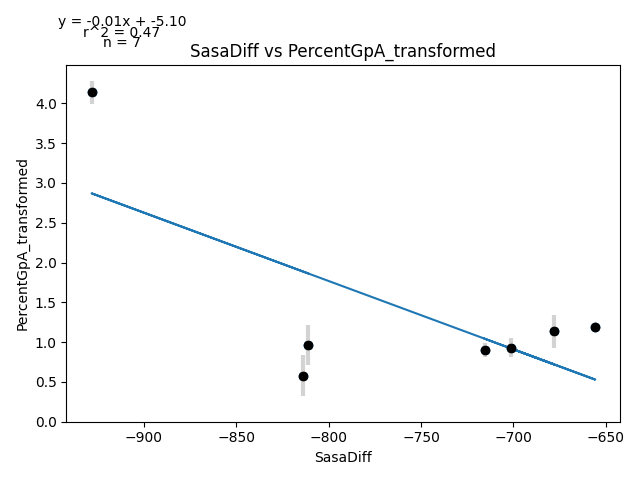 y = -0.01x + -5.10
r^2 = 0.47
n = 7
SasaDiff vs PercentGpA_transformed
PercentGpA_transformed
4.0
3.5
3.0
2.5
2.0
1.5
1.0
0.5
0.0
−900
−850
−800
−750
−700
−650
SasaDiff